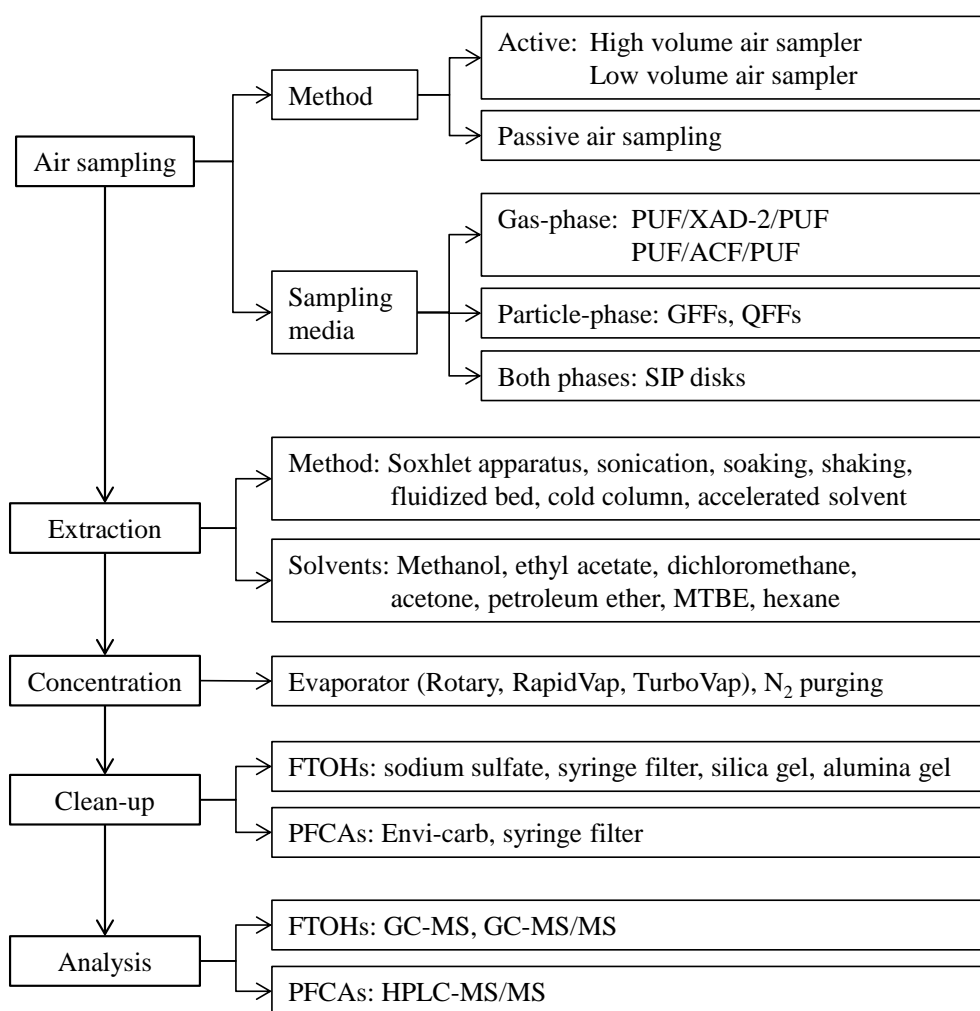 Air sampling
Method
Active: High volume air sampler
Low volume air sampler
Passive air sampling
Sampling
media
Gas-phase: PUF/XAD-2/PUF
PUF/ACF/PUF
Particle-phase: GFFs, QFFs
Both phases: SIP disks
Extraction
Method: Soxhlet apparatus, sonication, soaking, shaking,
fluidized bed, cold column, accelerated solvent
Solvents: Methanol, ethyl acetate, dichloromethane,
acetone, petroleum ether, MTBE, hexane
Concentration
Evaporator (Rotary, RapidVap, TurboVap), N₂ purging
Clean-up
FTOHs: sodium sulfate, syringe filter, silica gel, alumina gel
PFCAs: Envi-carb, syringe filter
Analysis
FTOHs: GC-MS, GC-MS/MS
PFCAs: HPLC-MS/MS